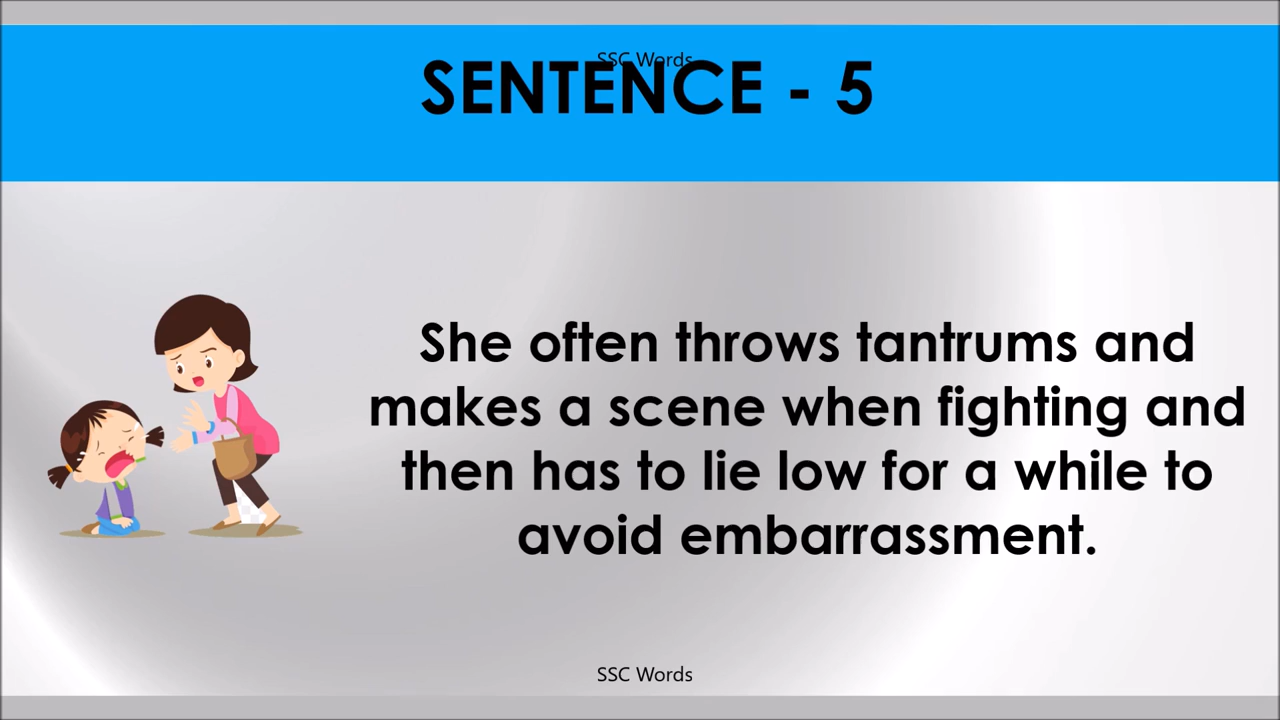 SSC Words
SENTENCE - 5
She often throws tantrums and
makes a scene when fighting and
then has to lie low for a while to
avoid embarrassment.
SSC Words